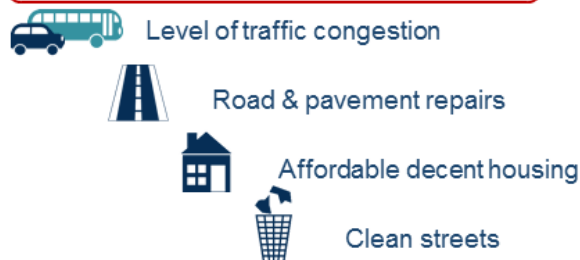 Level of traffic congestion
Road & pavement repairs
Affordable decent housing
Clean streets